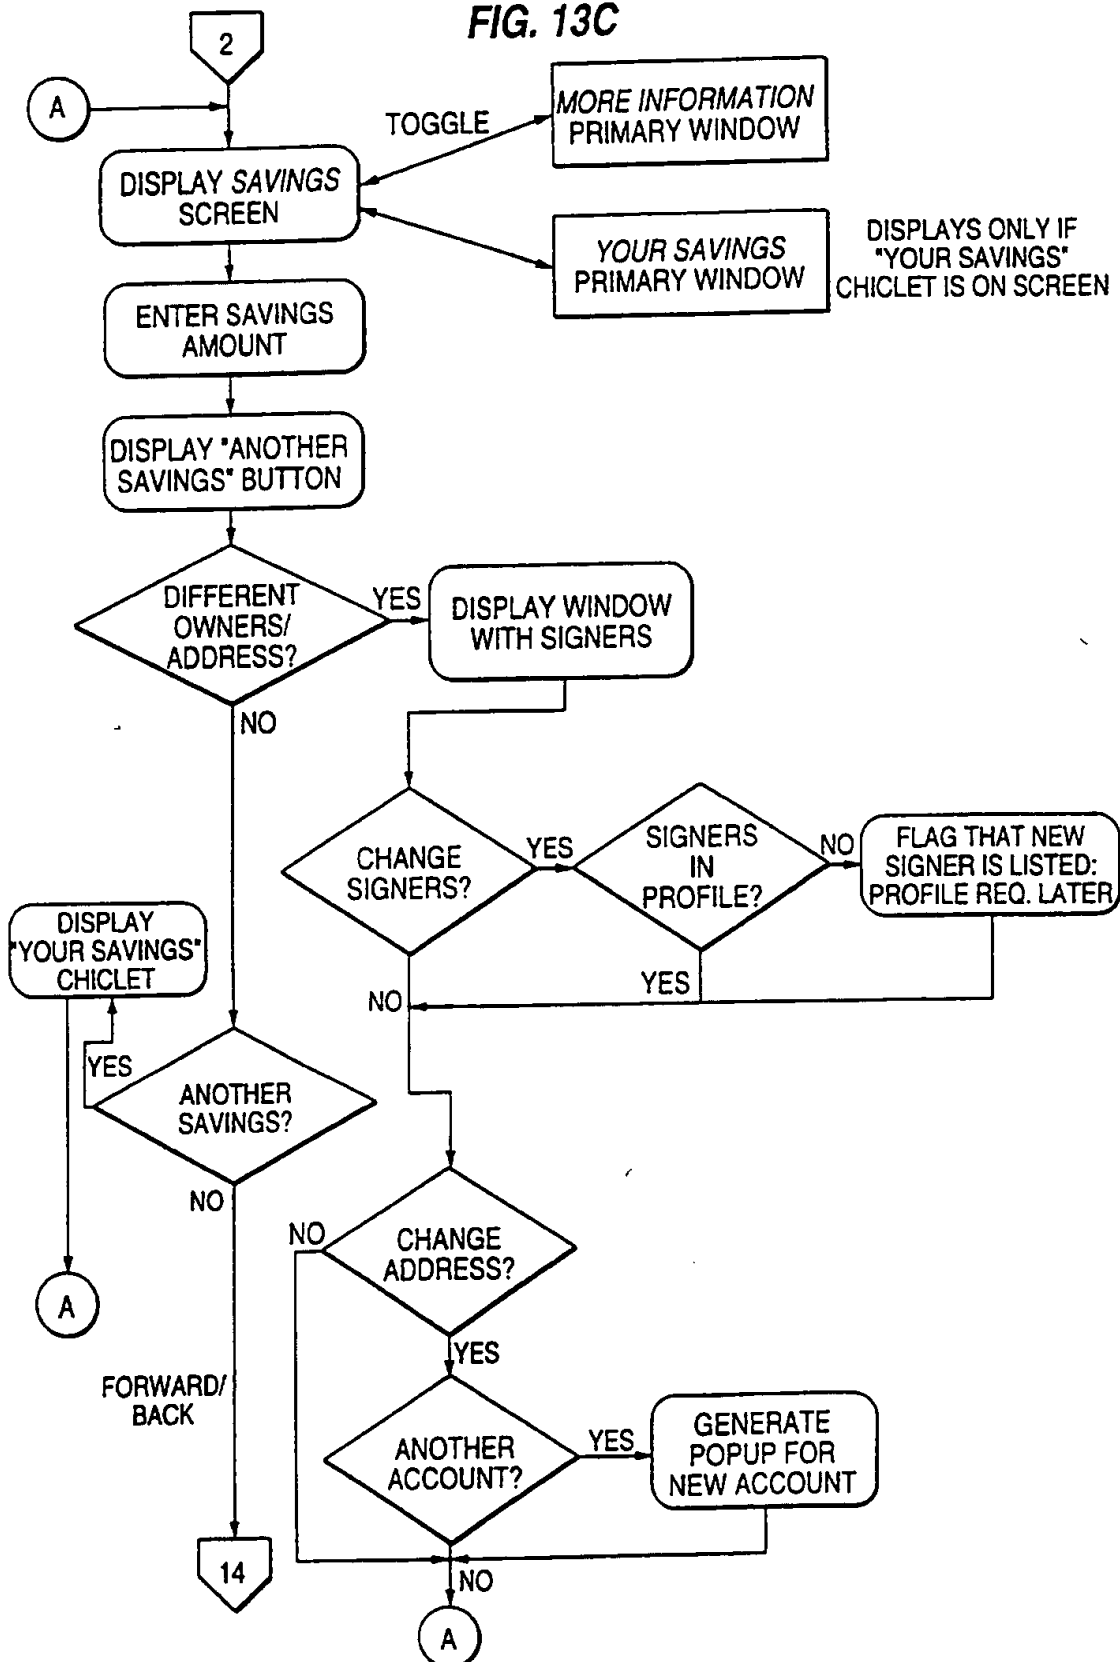 FIG. 13C
2
A
TOGGLE
MORE INFORMATION
PRIMARY WINDOW
DISPLAY SAVINGS
SCREEN
YOUR SAVINGS
PRIMARY WINDOW
DISPLAYS ONLY IF
"YOUR SAVINGS"
CHICLET IS ON SCREEN
ENTER SAVINGS
AMOUNT
DISPLAY "ANOTHER
SAVINGS" BUTTON
DIFFERENT
OWNERS/
ADDRESS?
YES
DISPLAY WINDOW
WITH SIGNERS
NO
CHANGE
SIGNERS?
YES
SIGNERS
IN
PROFILE?
NO
FLAG THAT NEW
SIGNER IS LISTED:
PROFILE REQ. LATER
DISPLAY
"YOUR SAVINGS"
CHICLET
YES
NO
YES
ANOTHER
SAVINGS?
NO
NO
CHANGE
ADDRESS?
A
YES
FORWARD/
BACK
ANOTHER
ACCOUNT?
YES
GENERATE
POPUP FOR
NEW ACCOUNT
14
NO
A